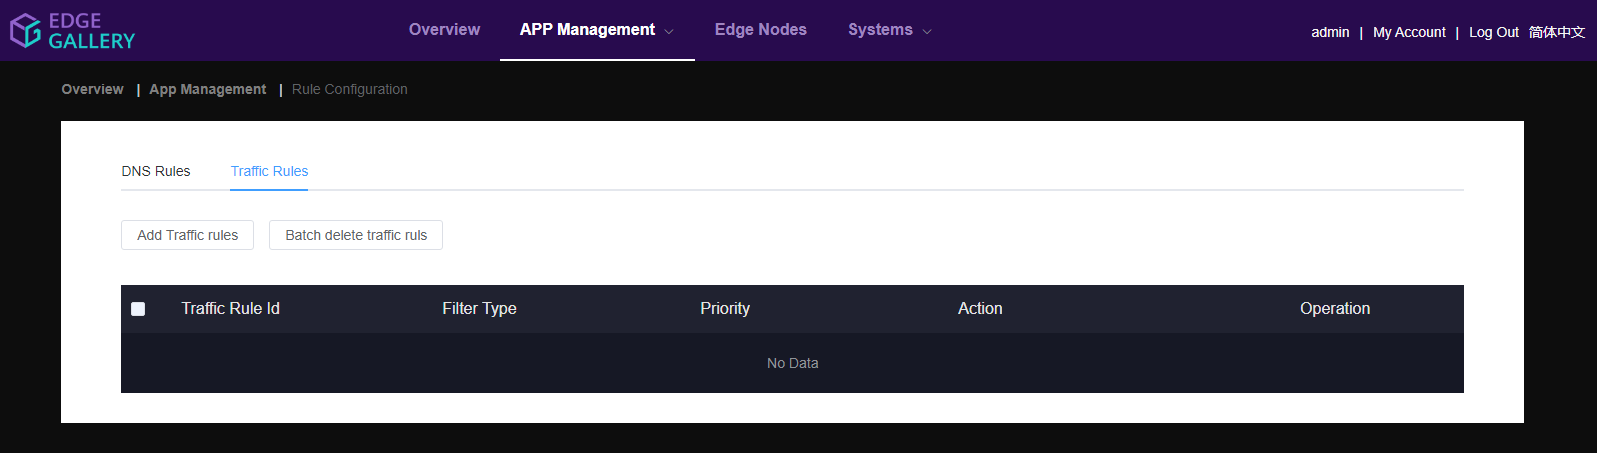 EDGE
GALLERY
Overview APP Management Edge Nodes Systems
admin | My Account | Log Out 简体中文
Overview | App Management | Rule Configuration
DNS Rules Traffic Rules
Add Traffic rules Batch delete traffic ruls
Traffic Rule Id Filter Type Priority Action Operation
No Data